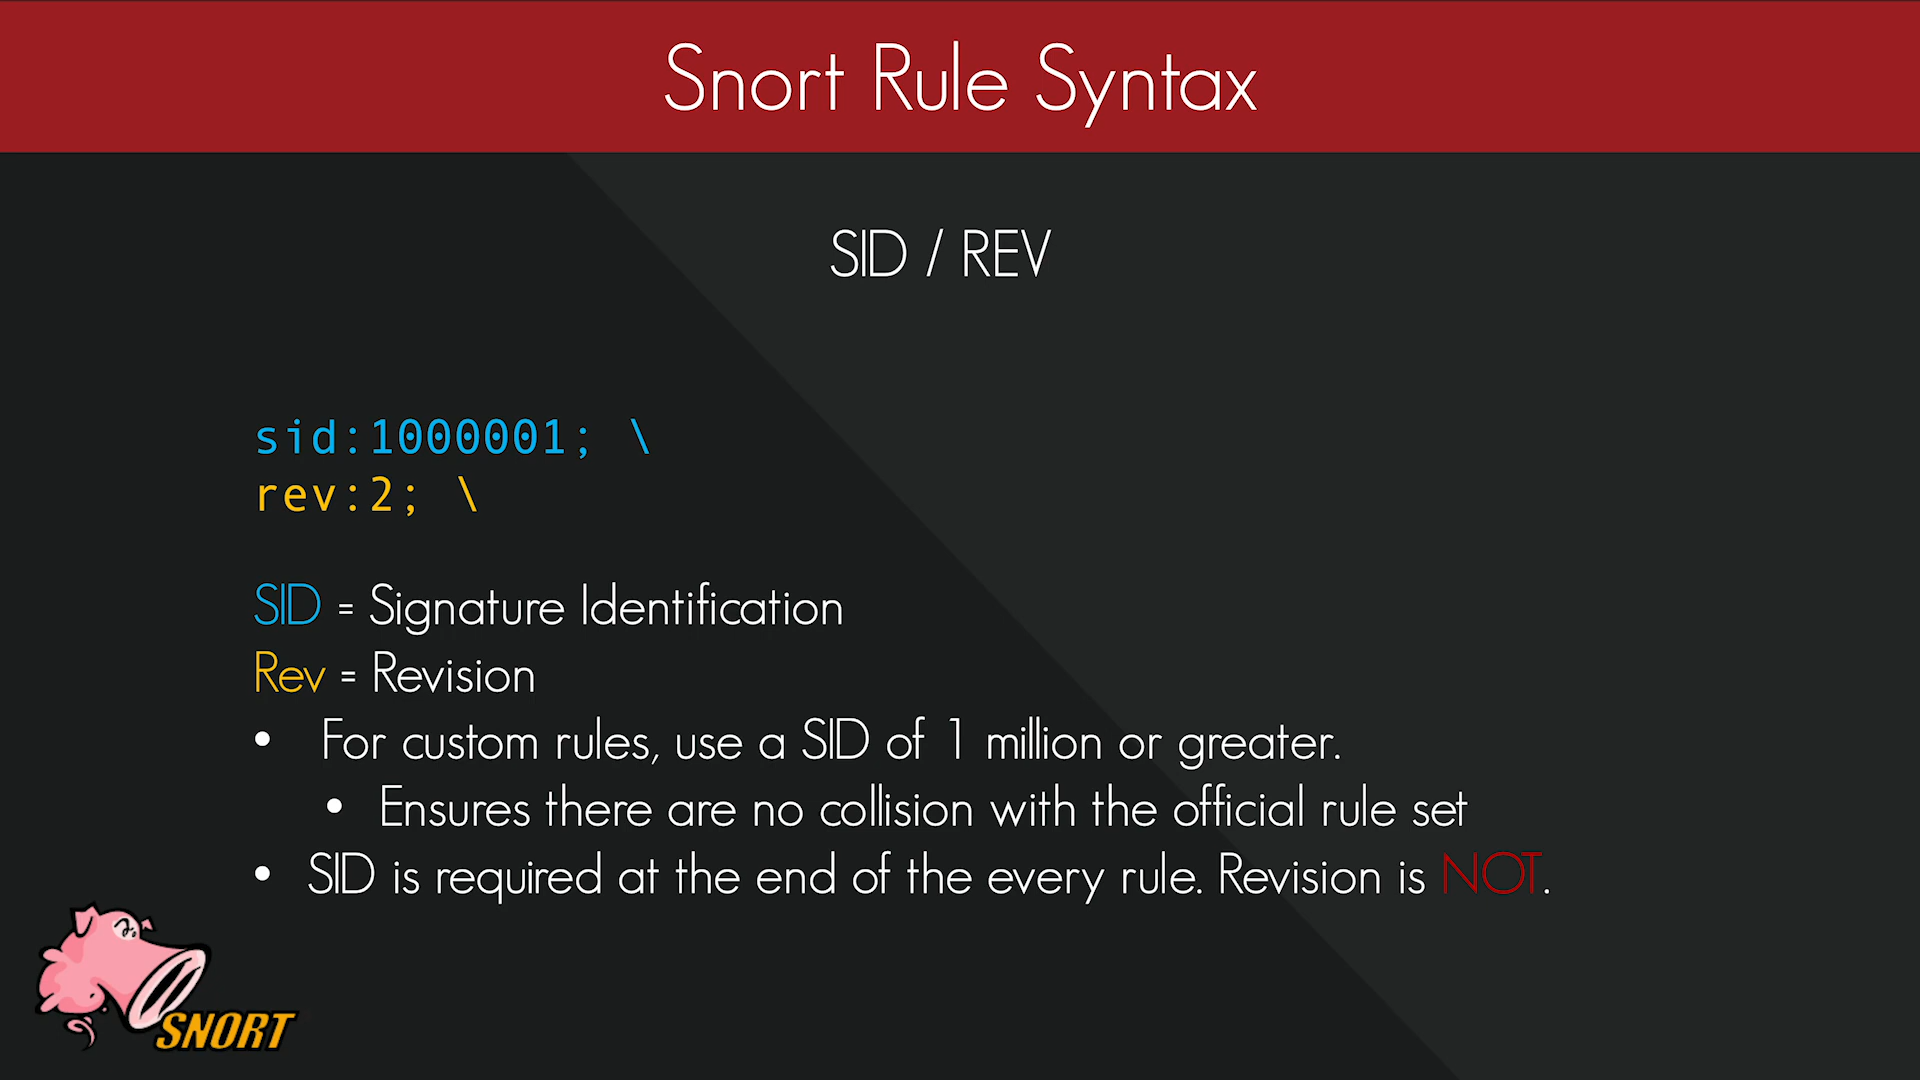 Snort Rule Syntax
SID / REV
sid:1000001; \
rev:2; \
SID = Signature Identification
Rev = Revision
• For custom rules, use a SID of 1 million or greater.
• Ensures there are no collision with the official rule set
• SID is required at the end of the every rule. Revision is NOT.
SNORT